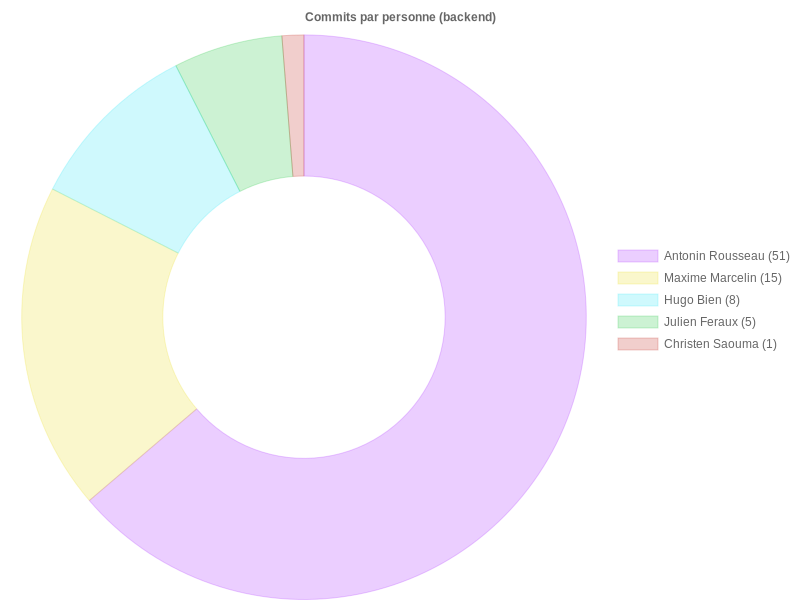 Commits par personne (backend)
Antonin Rousseau (51)
Maxime Marcelin (15)
Hugo Bien (8)
Julien Feraux (5)
Christen Saouma (1)